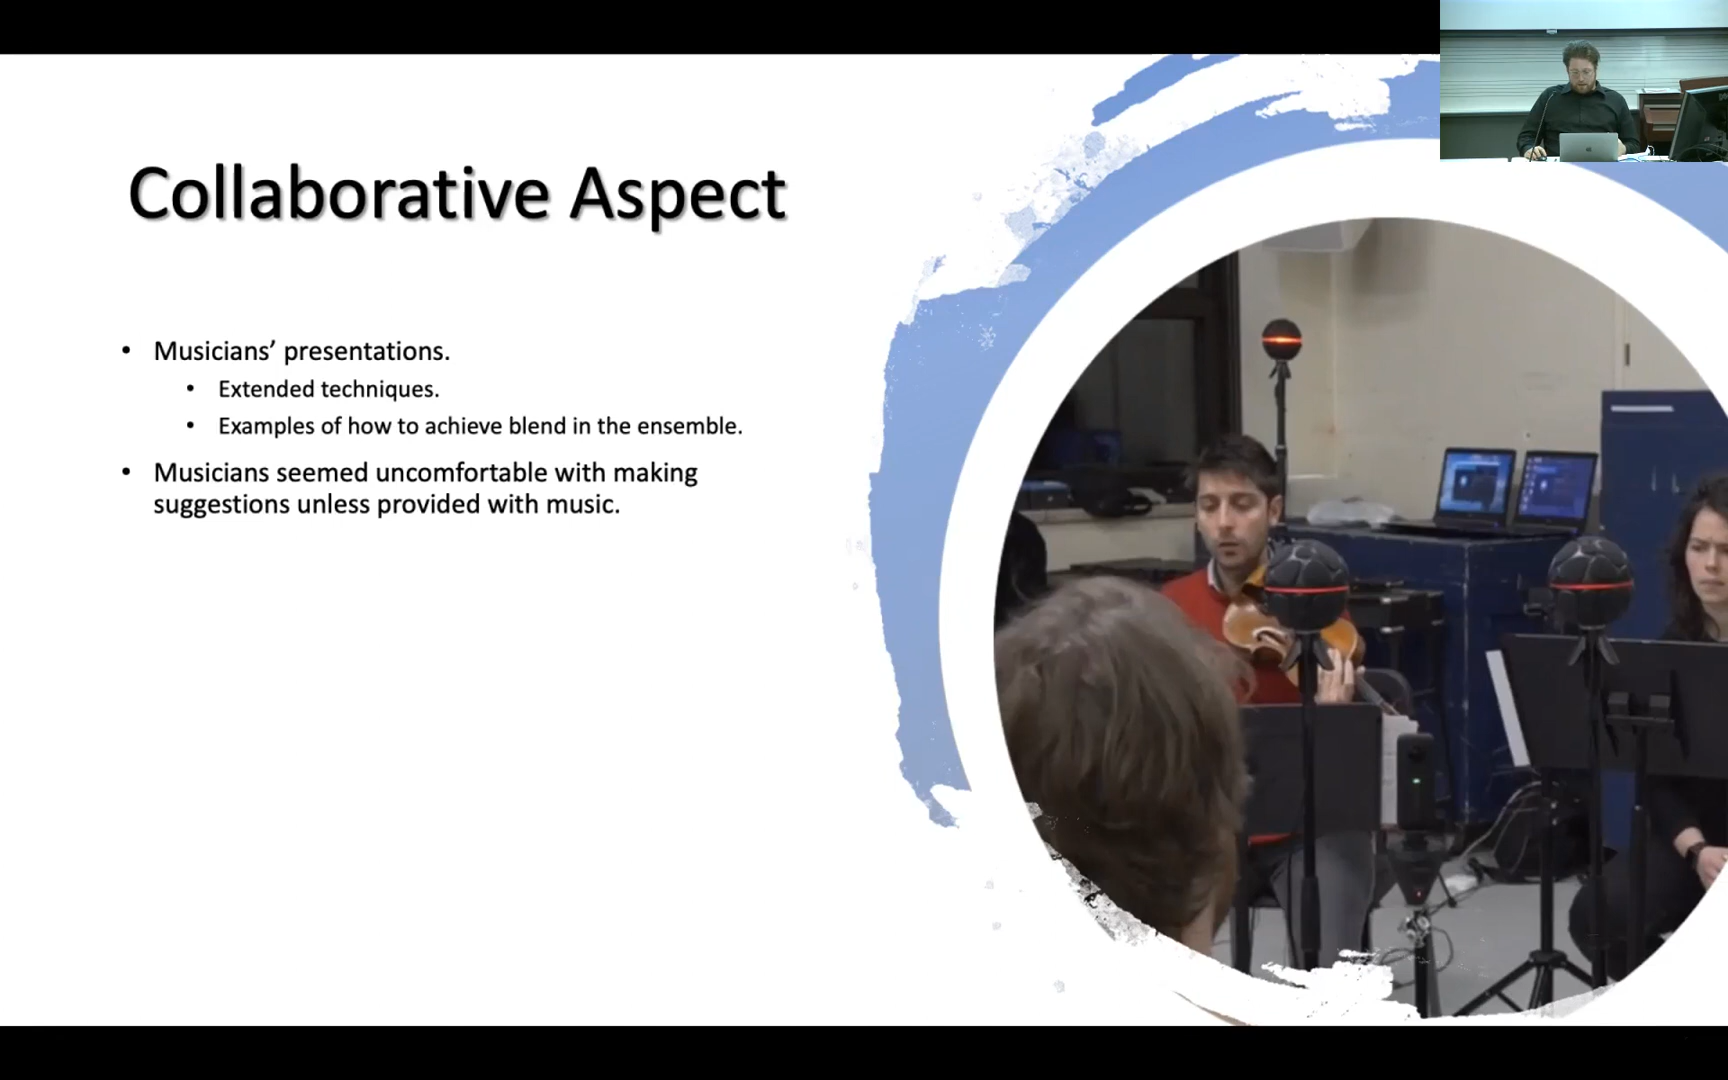 Collaborative Aspect
• Musicians’ presentations.
• Extended techniques.
• Examples of how to achieve blend in the ensemble.
• Musicians seemed uncomfortable with making
suggestions unless provided with music.